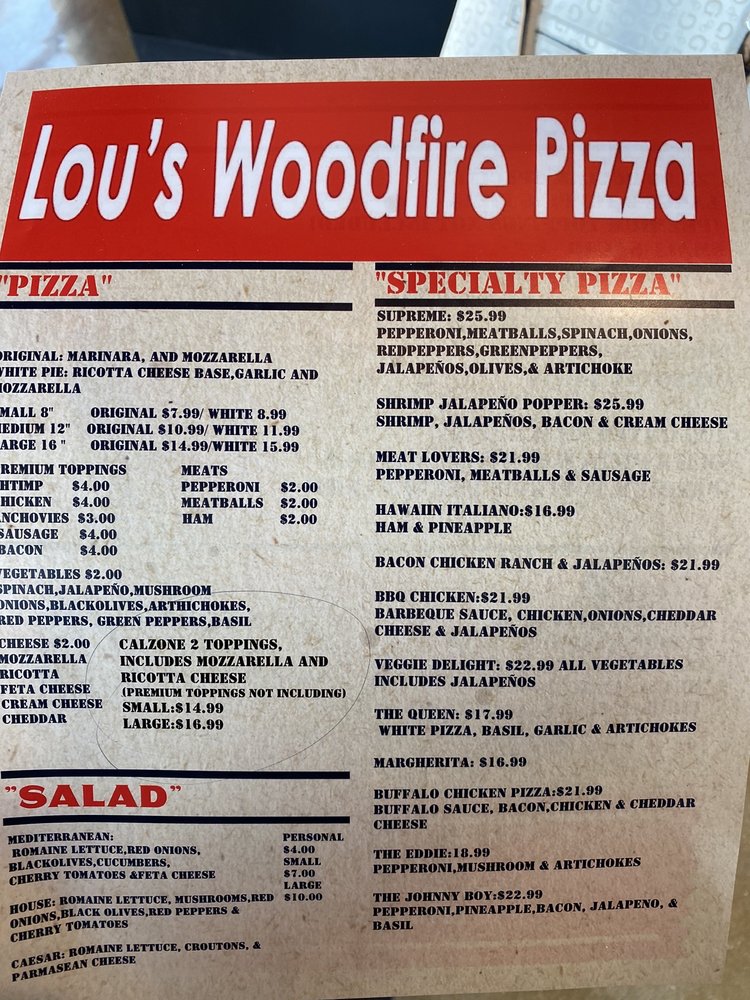 Lou's Woodfire Pizza
"PIZZA"
ORIGINAL: MARINARA, AND MOZZARELLA
WHITE PIE: RICOTTA CHEESE BASE,GARLIC AND
MOZZARELLA
SMALL 8" ORIGINAL $7.99/ WHITE 8.99
MEDIUM 12" ORIGINAL $10.99/ WHITE 11.99
LARGE 16 " ORIGINAL $14.99/WHITE 15.99
PREMIUM TOPPINGS MEATS
SHTIMP $4.00 PEPPERONI $2.00
CHICKEN $4.00 MEATBALLS $2.00
ANCHOVIES $3.00 HAM $2.00
SAUSAGE $4.00
BACON $4.00
VEGETABLES $2.00
SPINACH,JALAPEÑO,MUSHROOM
ONIONS,BLACKOLIVES,ARTHICHOKES,
RED PEPPERS, GREEN PEPPERS,BASIL
CHEESE $2.00
MOZZARELLA
RICOTTA
FETA CHEESE
CREAM CHEESE
CHEDDAR
CALZONE 2 TOPPINGS,
INCLUDES MOZZARELLA AND
RICOTTA CHEESE
(PREMIUM TOPPINGS NOT INCLUDING)
SMALL:$14.99
LARGE:$16.99
"SALAD"
MEDITERRANEAN:
ROMAINE LETTUCE,RED ONIONS,
BLACKOLIVES,CUCUMBERS,
CHERRY TOMATOES &FETA CHEESE
HOUSE: ROMAINE LETTUCE, MUSHROOMS,RED
ONIONS,BLACK OLIVES,RED PEPPERS &
CHERRY TOMATOES
CAESAR: ROMAINE LETTUCE, CROUTONS, &
PARMASEAN CHEESE
PERSONAL
$4.00
SMALL
$7.00
LARGE
$10.00
"SPECIALTY PIZZA"
SUPREME: $25.99
PEPPERONI,MEATBALLS,SPINACH,ONIONS,
REDPEPPERS,GREENPEPPERS,
JALAPEÑOS,OLIVES,& ARTICHOKE
SHRIMP JALAPEÑO POPPER: $25.99
SHRIMP, JALAPEÑOS, BACON & CREAM CHEESE
MEAT LOVERS: $21.99
PEPPERONI, MEATBALLS & SAUSAGE
HAWAIIN ITALIANO:$16.99
HAM & PINEAPPLE
BACON CHICKEN RANCH & JALAPEÑOS: $21.99
BBQ CHICKEN:$21.99
BARBEQUE SAUCE, CHICKEN,ONIONS,CHEDDAR
CHEESE & JALAPEÑOS
VEGGIE DELIGHT: $22.99 ALL VEGETABLES
INCLUDES JALAPEÑOS
THE QUEEN: $17.99
WHITE PIZZA, BASIL, GARLIC & ARTICHOKES
MARGHERITA: $16.99
BUFFALO CHICKEN PIZZA:$21.99
BUFFALO SAUCE, BACON,CHICKEN & CHEDDAR
CHEESE
THE EDDIE:18.99
PEPPERONI,MUSHROOM & ARTICHOKES
THE JOHNNY BOY:$22.99
PEPPERONI,PINEAPPLE,BACON, JALAPENO, &
BASIL